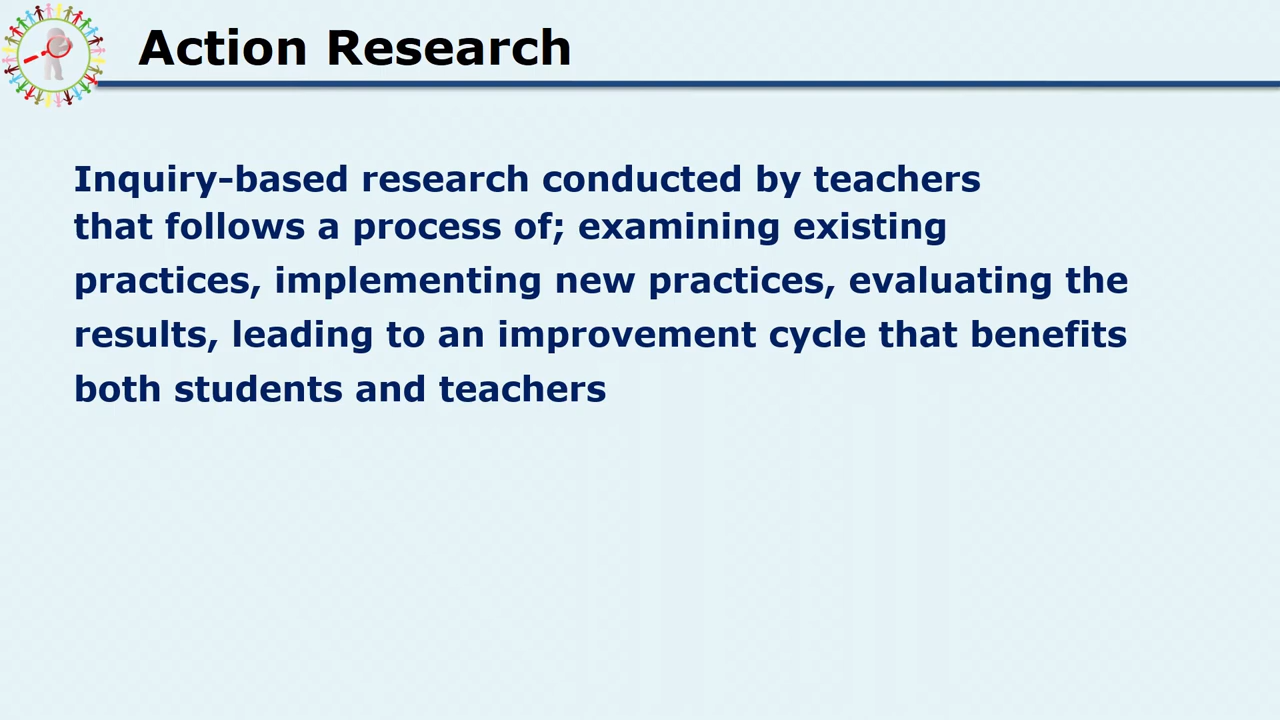 Action Research
Inquiry-based research conducted by teachers
that follows a process of; examining existing
practices, implementing new practices, evaluating the
results, leading to an improvement cycle that benefits
both students and teachers